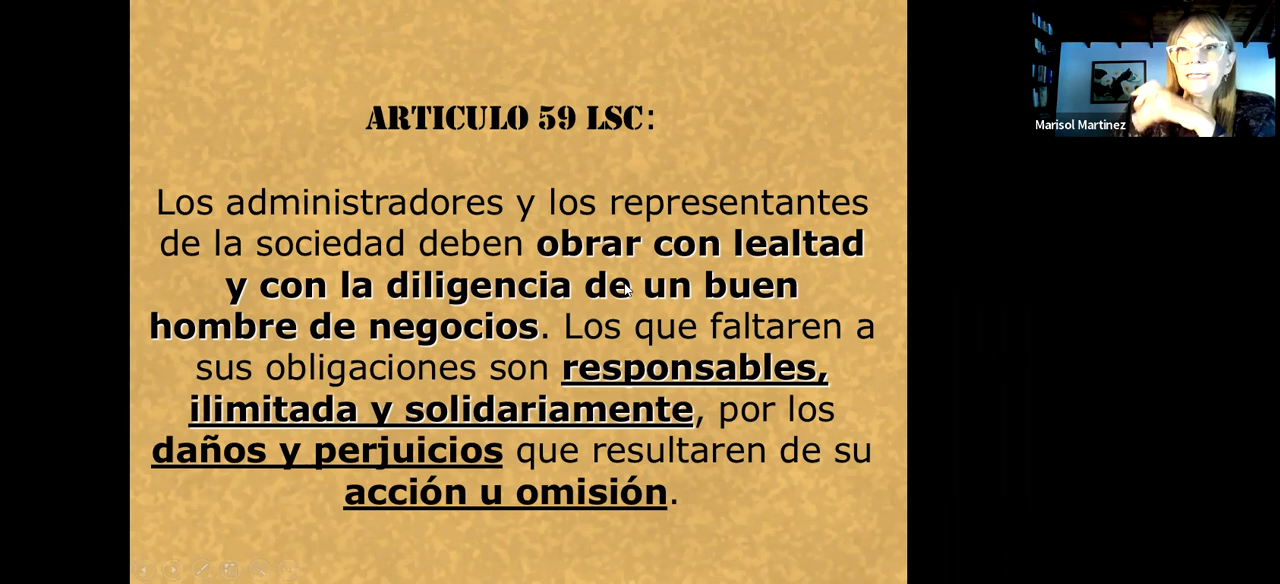 ARTICULO 59 LSC:
Los administradores y los representantes
de la sociedad deben obrar con lealtad
y con la diligencia de un buen
hombre de negocios. Los que faltaren a
sus obligaciones son responsables,
ilimitada y solidariamente, por los
daños y perjuicios que resultaren de su
acción u omisión.
Marisol Martinez